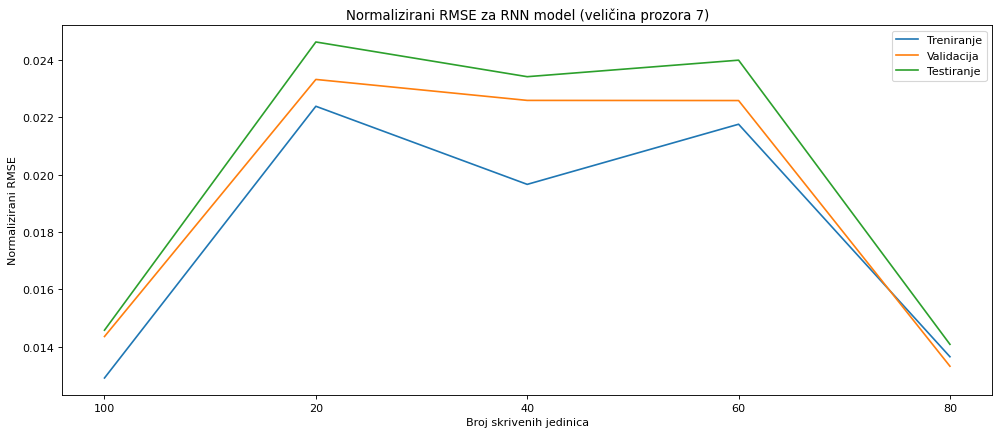 Normalizirani RMSE za RNN model (veličina prozora 7)
Treniranje
Validacija
Testiranje
Normalizirani RMSE
0.024
0.022
0.020
0.018
0.016
0.014
100 20 40 60 80
Broj skrivenih jedinica